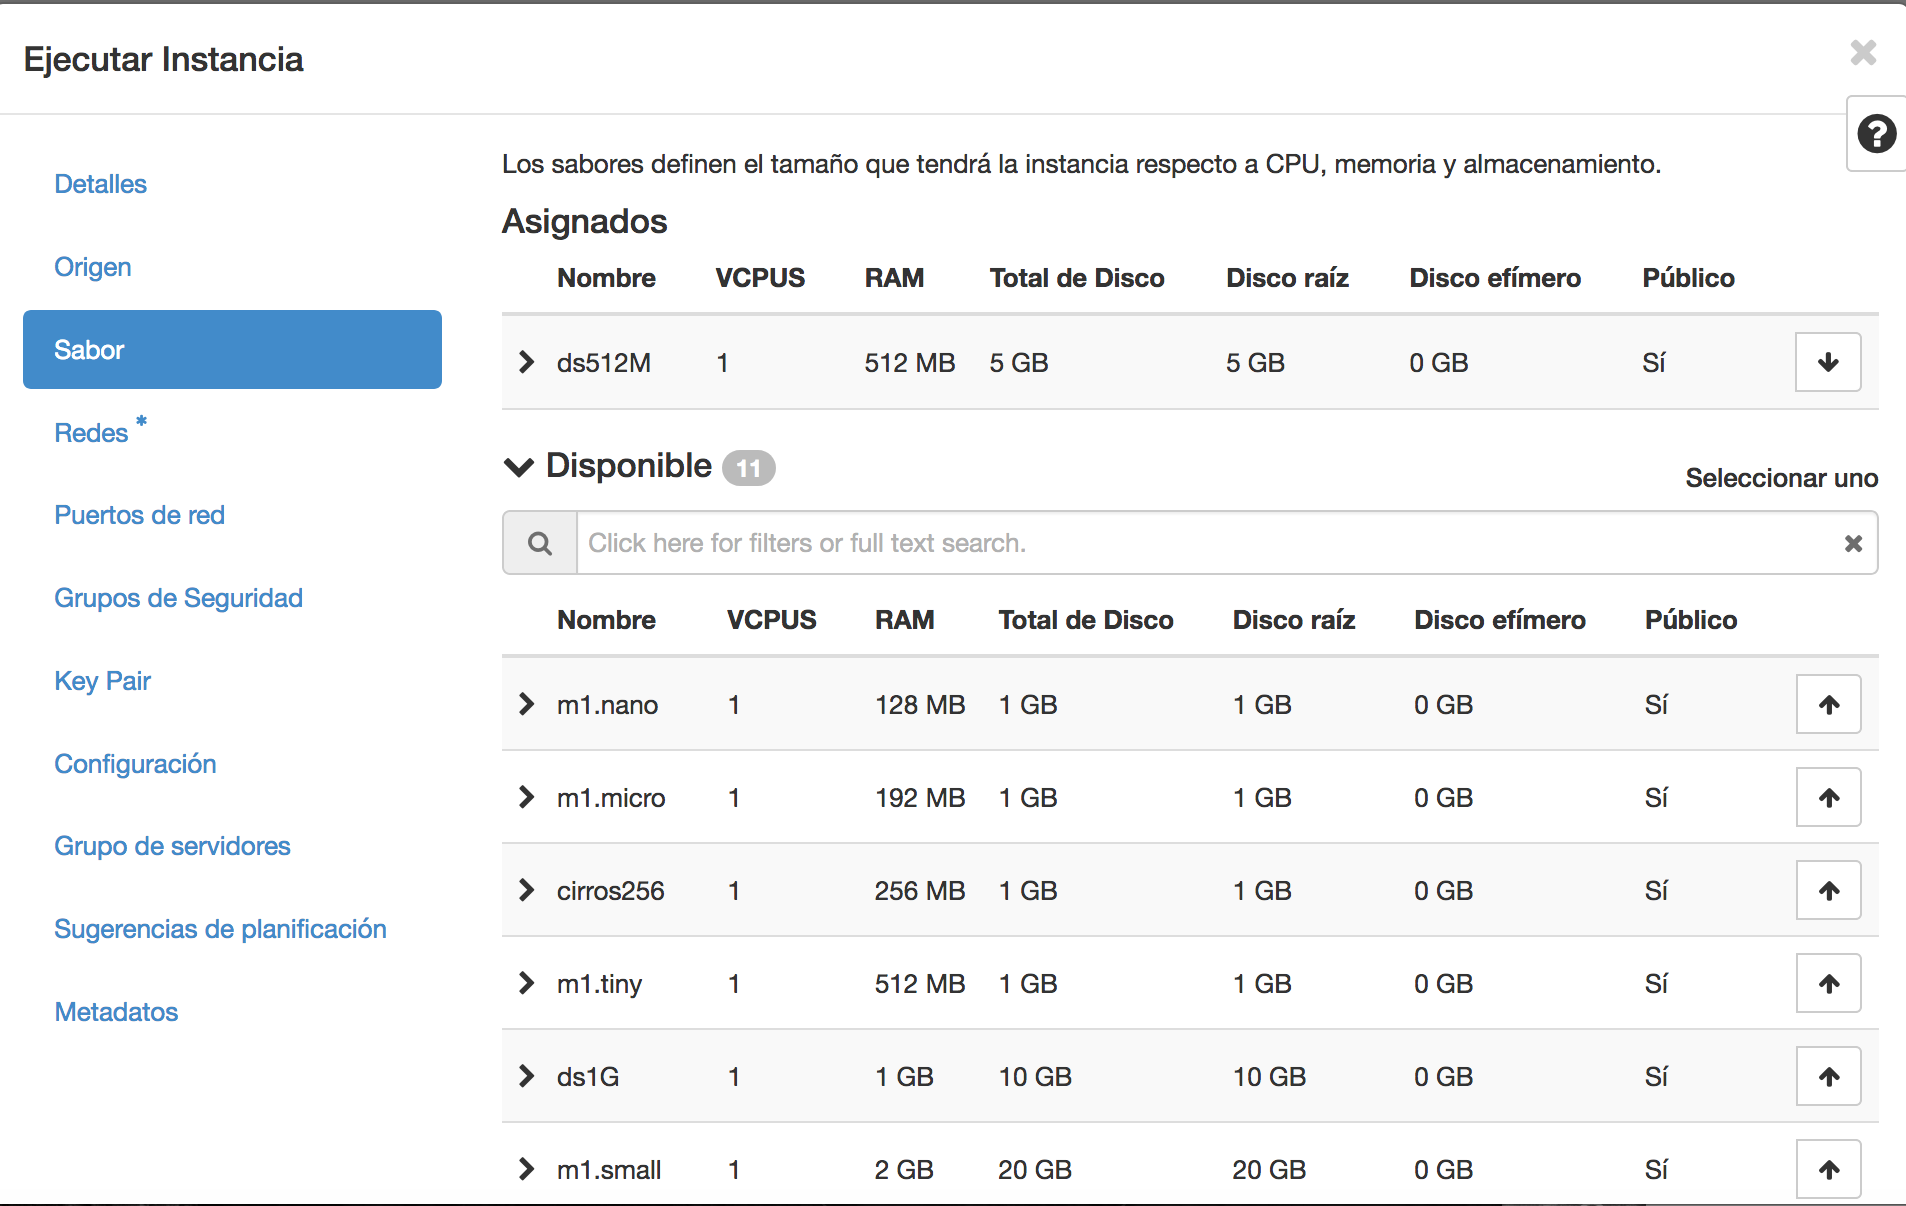 Ejecutar Instancia
Detalles
Origen
Sabor
Redes *
Puertos de red
Grupos de Seguridad
Key Pair
Configuración
Grupo de servidores
Sugerencias de planificación
Metadatos
Los sabores definen el tamaño que tendrá la instancia respecto a CPU, memoria y almacenamiento.
Asignados
Nombre VCPUS RAM Total de Disco Disco raíz Disco efímero Público
ds512M 1 512 MB 5 GB 5 GB 0 GB Sí
Disponible 11
Seleccionar uno
Click here for filters or full text search.
Nombre VCPUS RAM Total de Disco Disco raíz Disco efímero Público
m1.nano 1 128 MB 1 GB 1 GB 0 GB Sí
m1.micro 1 192 MB 1 GB 1 GB 0 GB Sí
cirros256 1 256 MB 1 GB 1 GB 0 GB Sí
m1.tiny 1 512 MB 1 GB 1 GB 0 GB Sí
ds1G 1 1 GB 10 GB 10 GB 0 GB Sí
m1.small 1 2 GB 20 GB 20 GB 0 GB Sí